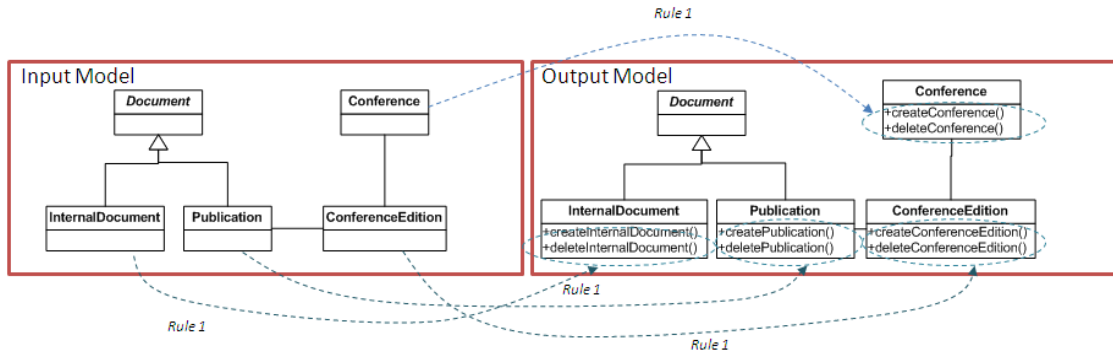 Rule 1
Input Model
Document
Conference
InternalDocument
Publication
ConferenceEdition
Output Model
Document
Conference
+createConference()
+deleteConference()
InternalDocument
+createInternalDocument()
+deleteInternalDocument()
Publication
+createPublication()
+deletePublication()
ConferenceEdition
+createConferenceEdition()
+deleteConferenceEdition()
Rule 1
Rule 1
Rule 1